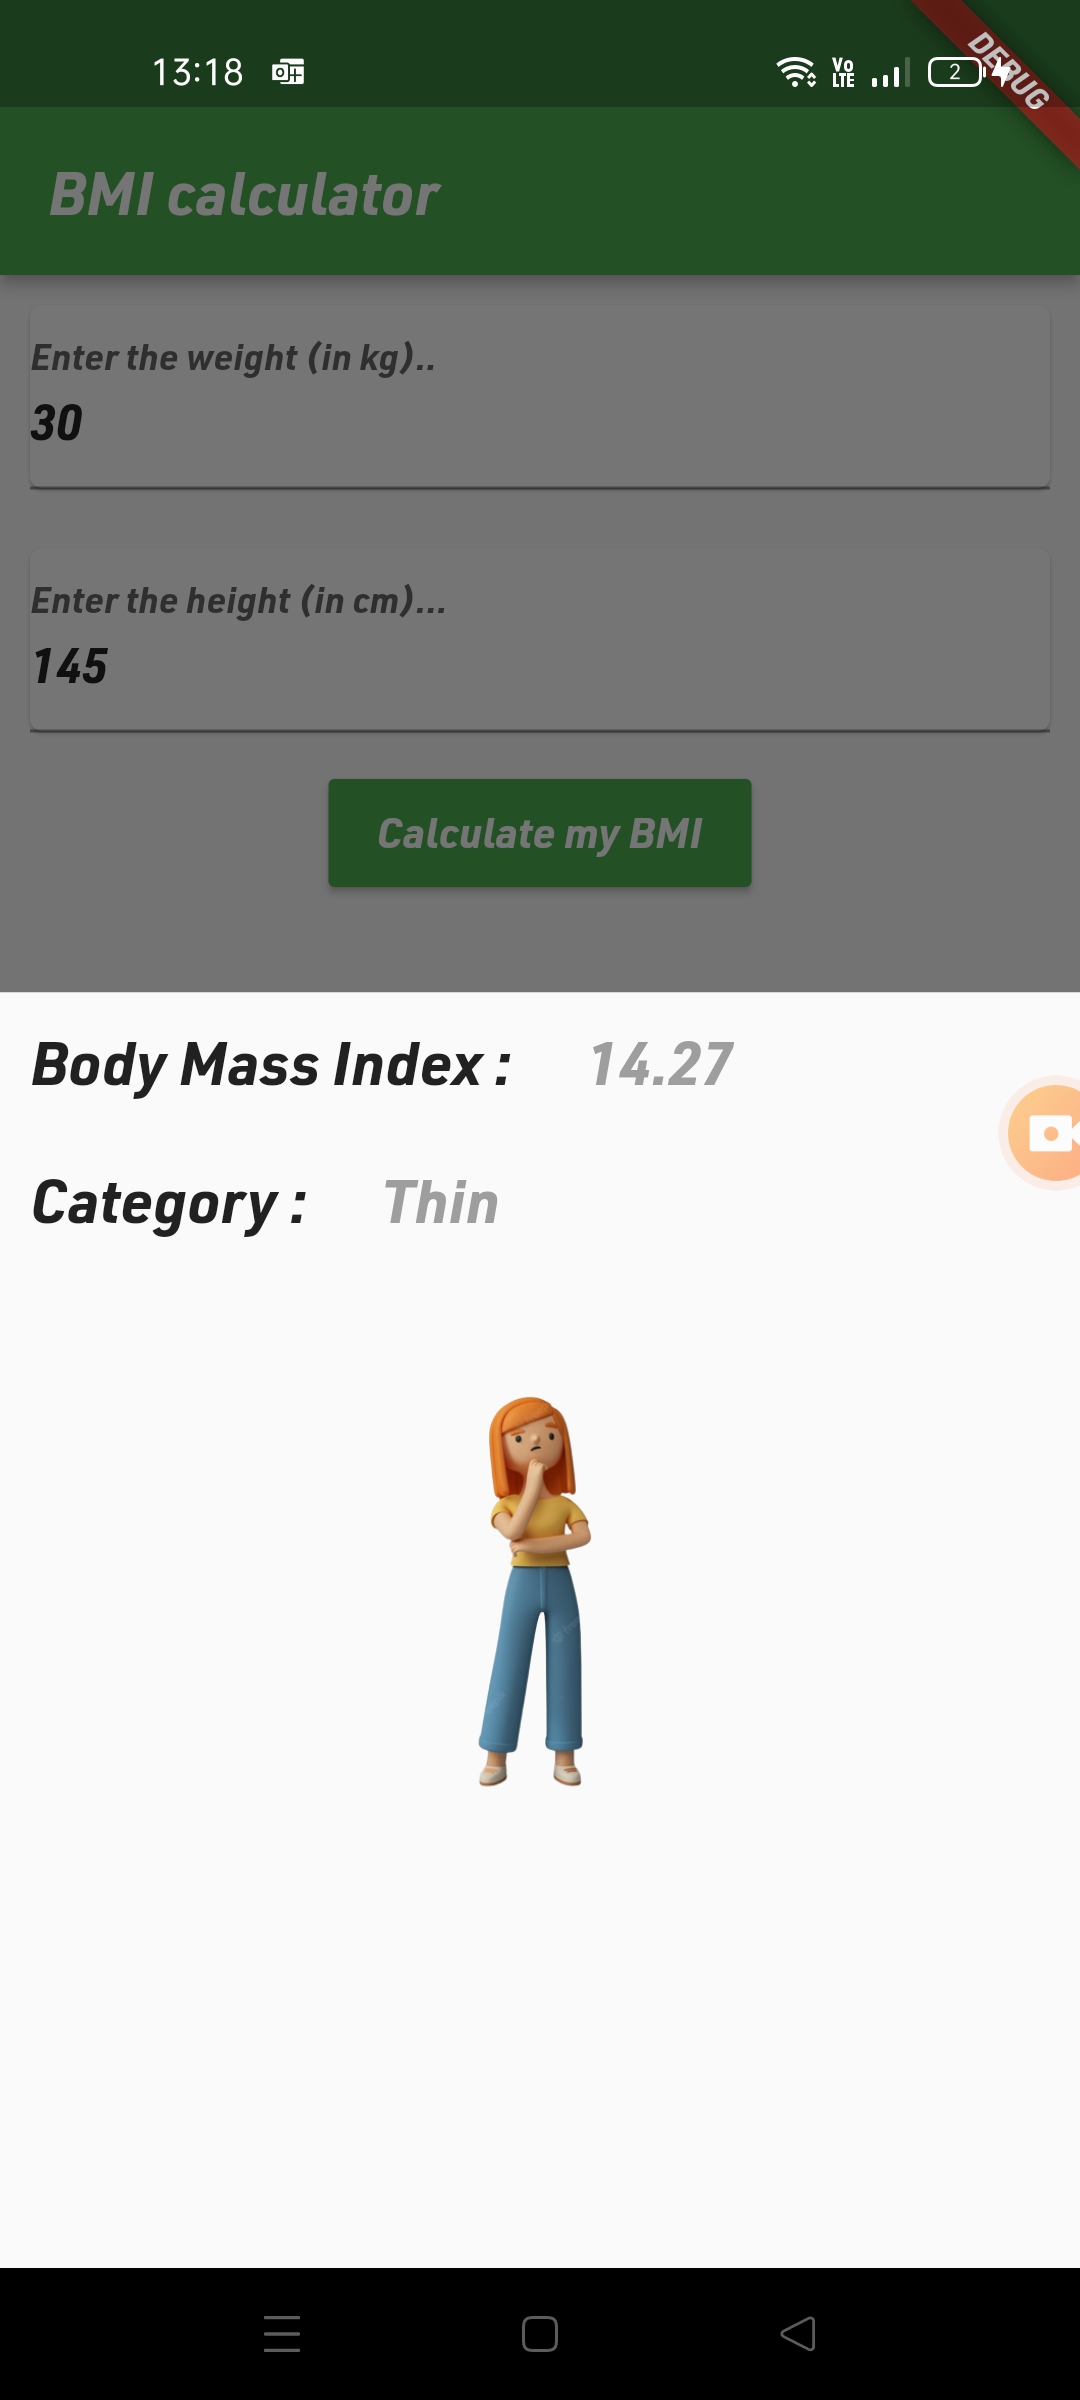 13:18
Vo
LTE
2
DEBUG
BMI calculator
Enter the weight (in kg)..
30
Enter the height (in cm)...
145
Calculate my BMI
Body Mass Index : 14.27
Category : Thin